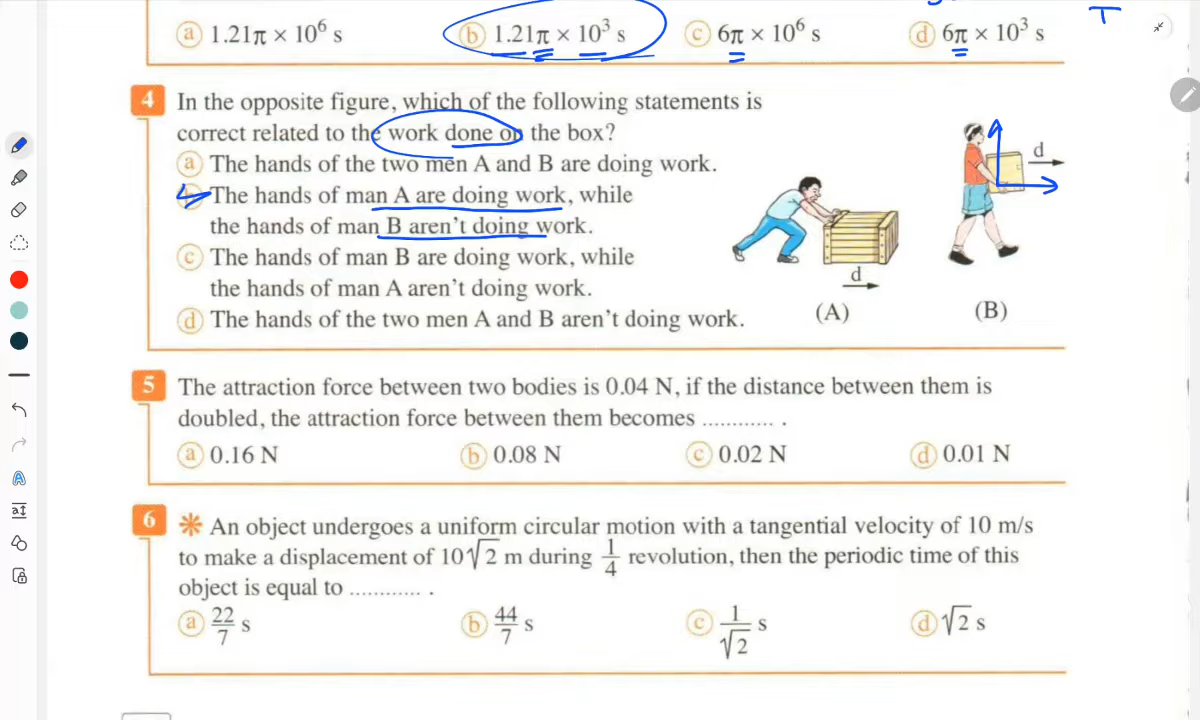 ⓐ 1.21π × 10⁶ s ⓑ 1.21π × 10³ s ⓒ 6π × 10⁶ s ⓓ 6π × 10³ s
T
4 In the opposite figure, which of the following statements is
correct related to the work done on the box?
ⓐ The hands of the two men A and B are doing work.
The hands of man A are doing work, while
the hands of man B aren't doing work.
ⓒ The hands of man B are doing work, while
the hands of man A aren't doing work.
ⓓ The hands of the two men A and B aren't doing work.
d
d
(A)
(B)
5 The attraction force between two bodies is 0.04 N, if the distance between them is
doubled, the attraction force between them becomes ............ .
ⓐ 0.16 N ⓑ 0.08 N ⓒ 0.02 N ⓓ 0.01 N
6 ✻ An object undergoes a uniform circular motion with a tangential velocity of 10 m/s
to make a displacement of 10√2 m during 1/4 revolution, then the periodic time of this
object is equal to ............ .
ⓐ 22/7 s ⓑ 44/7 s ⓒ 1/√2 s ⓓ √2 s